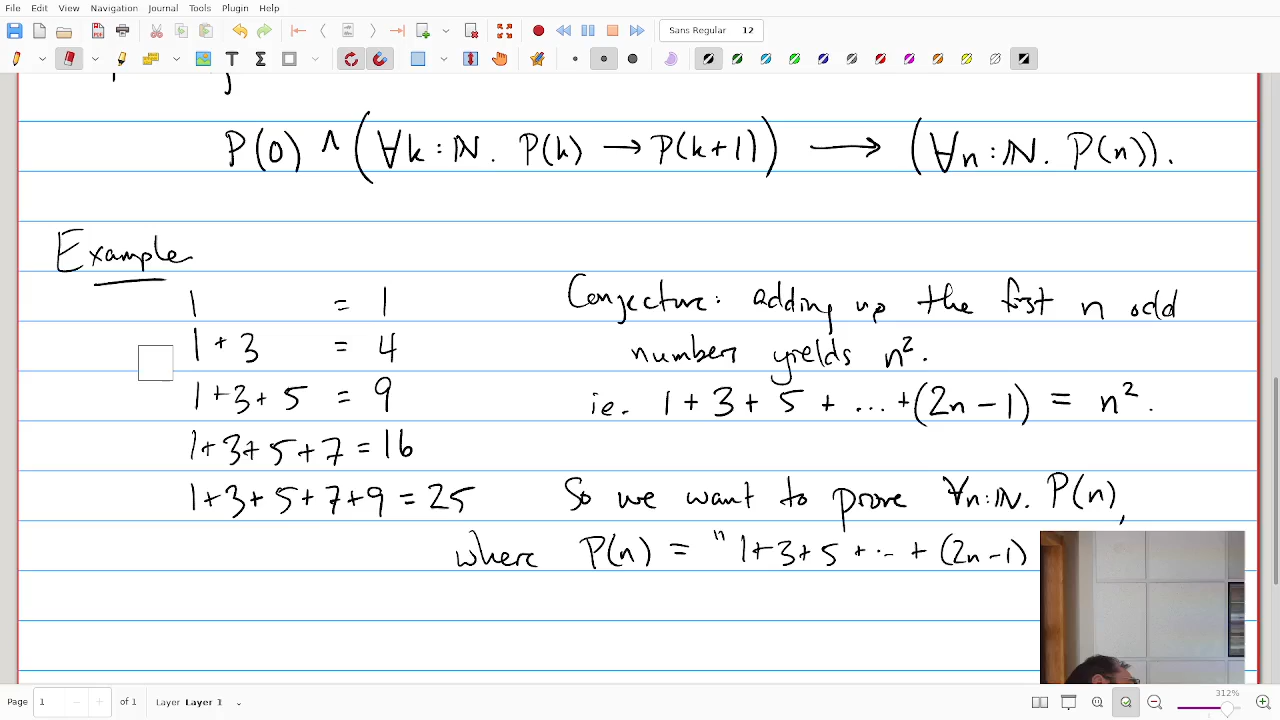 File Edit View Navigation Journal Tools Plugin Help
Sans Regular 12
P(0) ∧ (∀k : ℕ. P(k) → P(k+1)) ⟶ (∀n : ℕ. P(n)).
Example
1 = 1
1 + 3 = 4
1 + 3 + 5 = 9
1 + 3 + 5 + 7 = 16
1 + 3 + 5 + 7 + 9 = 25
Conjecture: adding up the first n odd
numbers yields n².
ie. 1 + 3 + 5 + ... + (2n − 1) = n².
So we want to prove ∀n:ℕ. P(n),
where P(n) = " 1 + 3 + 5 + ... + (2n − 1)
Page 1 of 1 Layer Layer 1
312%